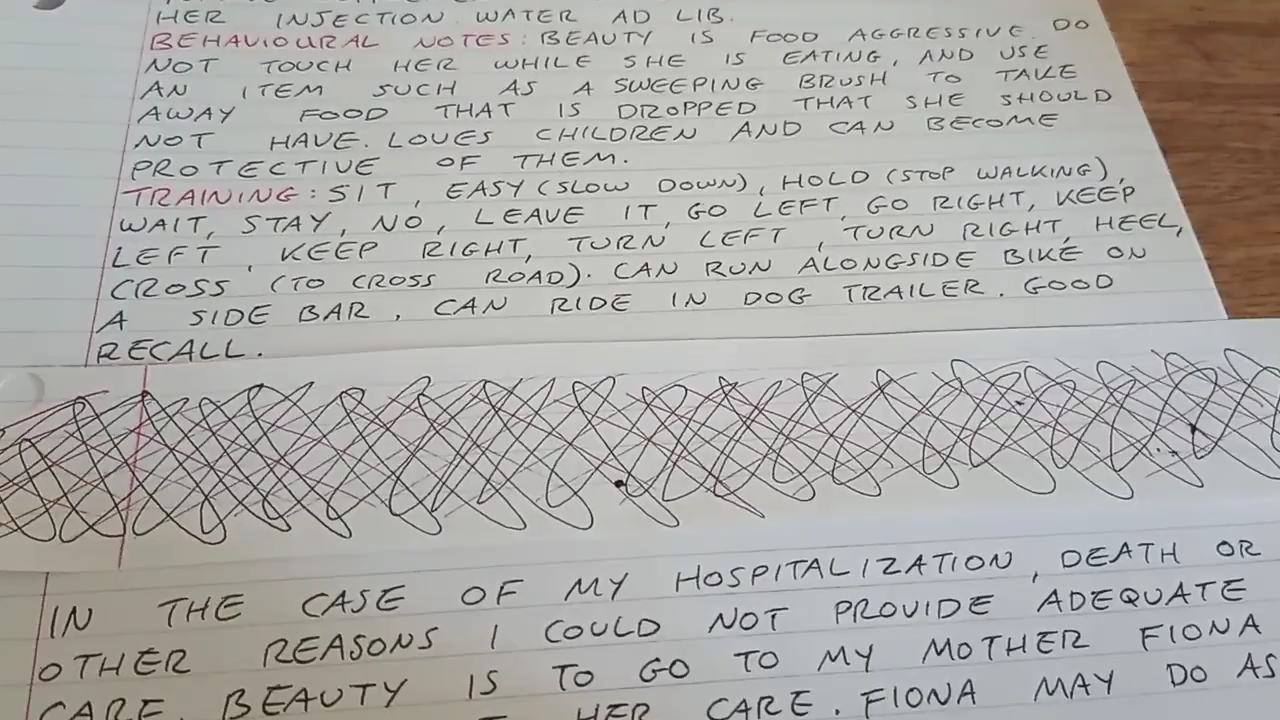 HER INJECTION. WATER AD LIB.
BEHAVIOURAL NOTES: BEAUTY IS FOOD AGGRESSIVE. DO
NOT TOUCH HER WHILE SHE IS EATING, AND USE
AN ITEM SUCH AS A SWEEPING BRUSH TO TAKE
AWAY FOOD THAT IS DROPPED THAT SHE SHOULD
NOT HAVE. LOVES CHILDREN AND CAN BECOME
PROTECTIVE OF THEM.
TRAINING: SIT, EASY (SLOW DOWN), HOLD (STOP WALKING),
WAIT, STAY, NO, LEAVE IT, GO LEFT, GO RIGHT, KEEP
LEFT, KEEP RIGHT, TURN LEFT, TURN RIGHT, HEEL,
CROSS (TO CROSS ROAD). CAN RUN ALONGSIDE BIKE ON
A SIDE BAR, CAN RIDE IN DOG TRAILER. GOOD
RECALL.
IN THE CASE OF MY HOSPITALIZATION, DEATH OR
OTHER REASONS I COULD NOT PROVIDE ADEQUATE
CARE, BEAUTY IS TO GO TO MY MOTHER FIONA
HER CARE. FIONA MAY DO AS